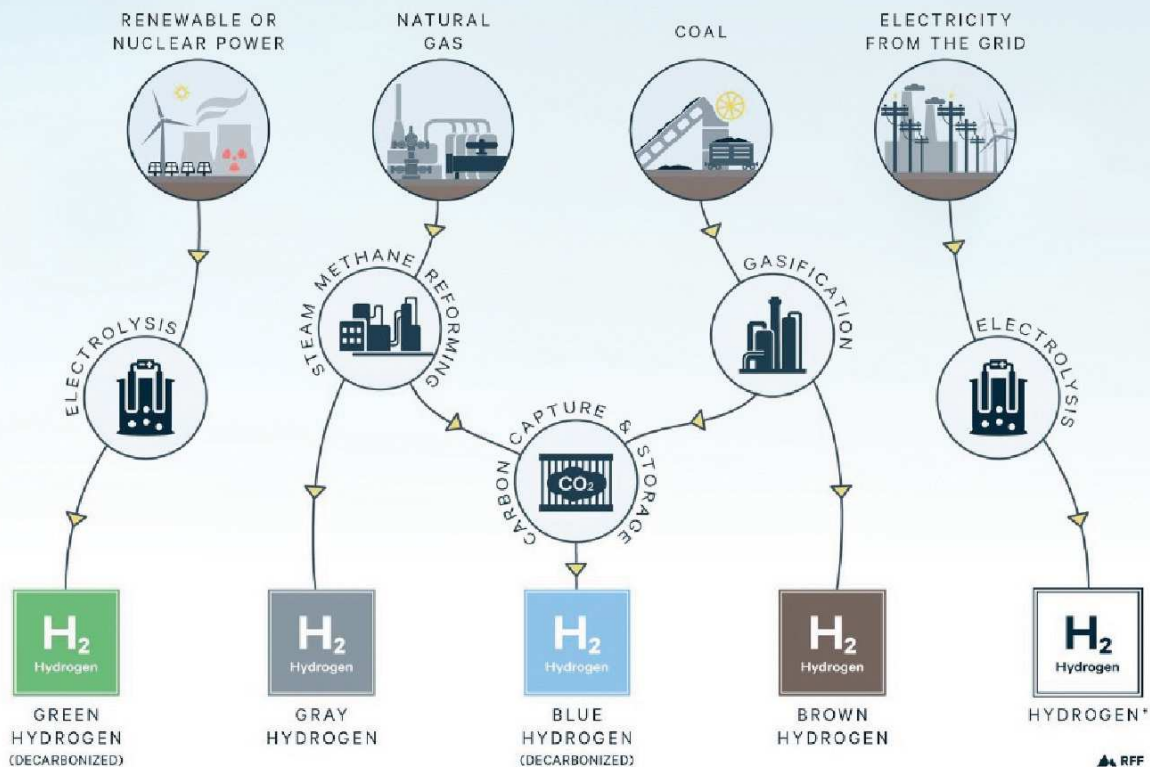 RENEWABLE OR
NUCLEAR POWER
NATURAL
GAS
COAL
ELECTRICITY
FROM THE GRID
ELECTROLYSIS
STEAM METHANE REFORMING
GASIFICATION
ELECTROLYSIS
CARBON CAPTURE & STORAGE
CO₂
H₂
Hydrogen
H₂
Hydrogen
H₂
Hydrogen
H₂
Hydrogen
H₂
Hydrogen
GREEN
HYDROGEN
(DECARBONIZED)
GRAY
HYDROGEN
BLUE
HYDROGEN
(DECARBONIZED)
BROWN
HYDROGEN
HYDROGEN*
RFF